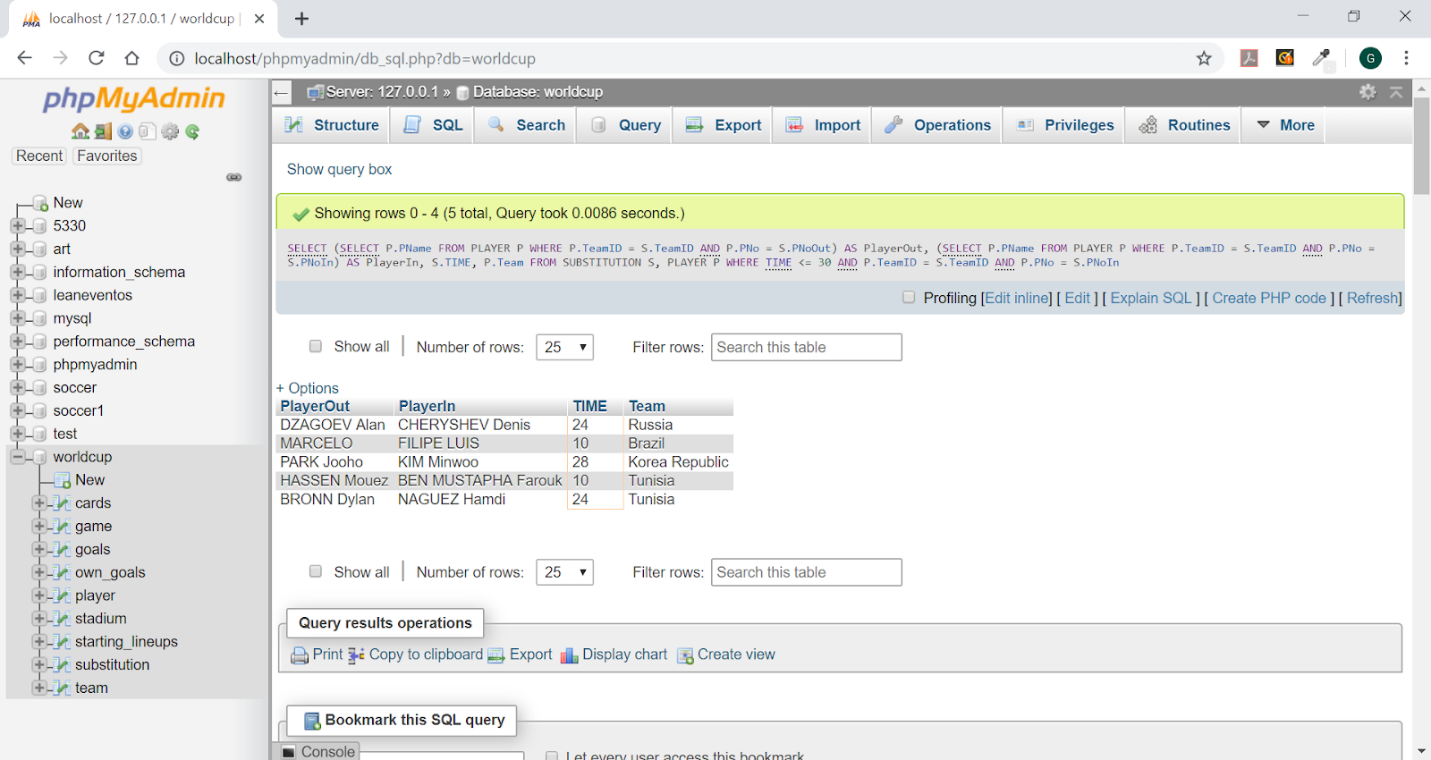 localhost / 127.0.0.1 / worldcup |
localhost/phpmyadmin/db_sql.php?db=worldcup
G
phpMyAdmin
Recent Favorites
New
5330
art
information_schema
leaneventos
mysql
performance_schema
phpmyadmin
soccer
soccer1
test
worldcup
New
cards
game
goals
own_goals
player
stadium
starting_lineups
substitution
team
Server: 127.0.0.1 » Database: worldcup
Structure SQL Search Query Export Import Operations Privileges Routines More
Show query box
Showing rows 0 - 4 (5 total, Query took 0.0086 seconds.)
SELECT (SELECT P.PName FROM PLAYER P WHERE P.TeamID = S.TeamID AND P.PNo = S.PNoOut) AS PlayerOut, (SELECT P.PName FROM PLAYER P WHERE P.TeamID = S.TeamID AND P.PNo =
S.PNoIn) AS PlayerIn, S.TIME, P.Team FROM SUBSTITUTION S, PLAYER P WHERE TIME <= 30 AND P.TeamID = S.TeamID AND P.PNo = S.PNoIn
Profiling [Edit inline] [ Edit ] [ Explain SQL ] [ Create PHP code ] [ Refresh]
Show all | Number of rows: 25 Filter rows: Search this table
+ Options
PlayerOut PlayerIn TIME Team
DZAGOEV Alan CHERYSHEV Denis 24 Russia
MARCELO FILIPE LUIS 10 Brazil
PARK Jooho KIM Minwoo 28 Korea Republic
HASSEN Mouez BEN MUSTAPHA Farouk 10 Tunisia
BRONN Dylan NAGUEZ Hamdi 24 Tunisia
Show all | Number of rows: 25 Filter rows: Search this table
Query results operations
Print Copy to clipboard Export Display chart Create view
Bookmark this SQL query
Console
Let every user access this bookmark